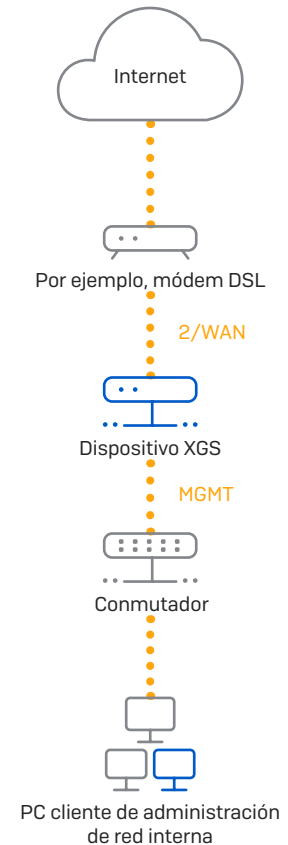 Internet
Por ejemplo, módem DSL
2/WAN
Dispositivo XGS
MGMT
Conmutador
PC cliente de administración
de red interna